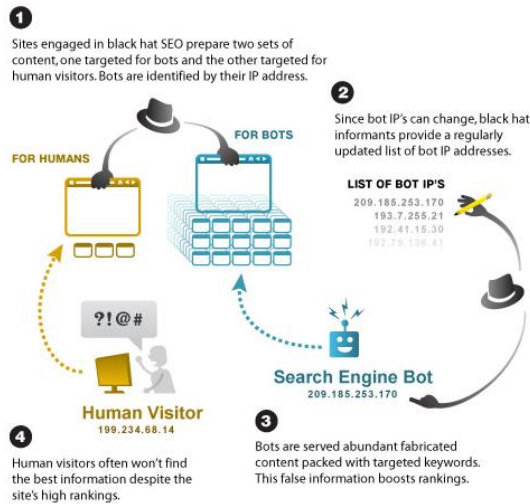 1
Sites engaged in black hat SEO prepare two sets of
content, one targeted for bots and the other targeted for
human visitors. Bots are identified by their IP address.
2
Since bot IP's can change, black hat
informants provide a regularly
updated list of bot IP addresses.
FOR HUMANS
FOR BOTS
LIST OF BOT IP'S
209.185.253.170
193.7.255.21
192.41.15.30
192.79.136.41
?!@#
Search Engine Bot
209.185.253.170
Human Visitor
199.234.68.14
3
Bots are served abundant fabricated
content packed with targeted keywords.
This false information boosts rankings.
4
Human visitors often won't find
the best information despite the
site's high rankings.